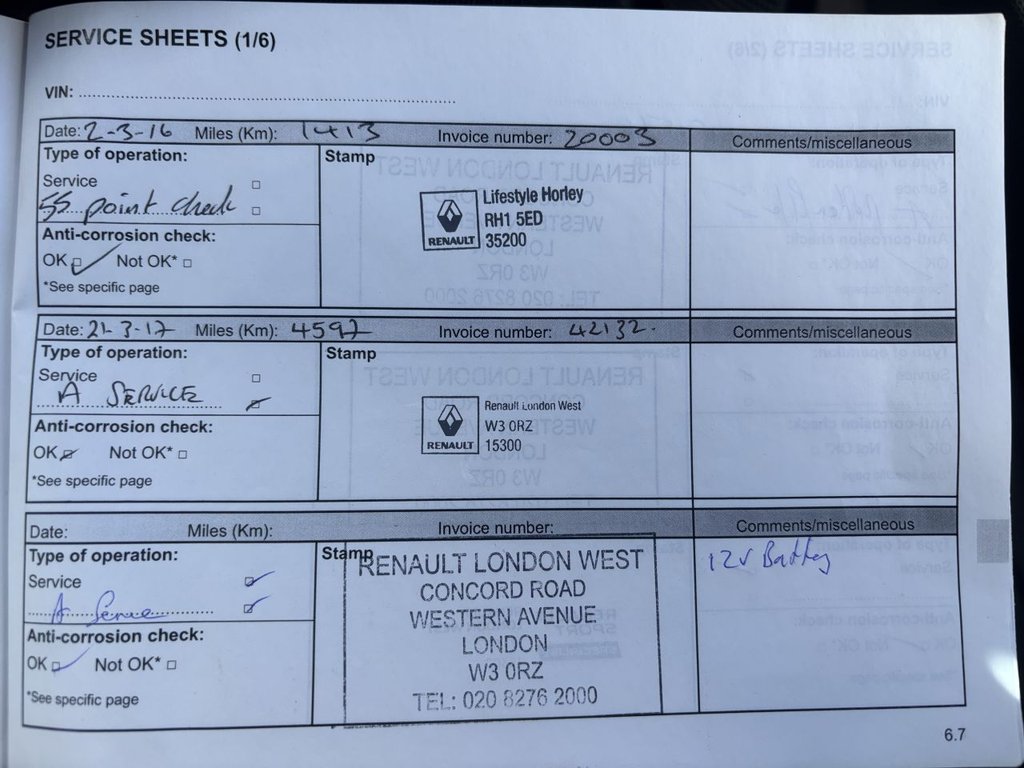 SERVICE SHEETS (1/6)
VIN:
Date: 2-3-16 Miles (Km): 1413 Invoice number: 20003 Comments/miscellaneous
Type of operation: Stamp
Service
55 point check
Lifestyle Horley
RH1 5ED
RENAULT 35200
Anti-corrosion check:
OK Not OK*
*See specific page
Date: 21-3-17 Miles (Km): 4597 Invoice number: 42132. Comments/miscellaneous
Type of operation: Stamp
Service
A SERVICE
Renault London West
W3 0RZ
RENAULT 15300
Anti-corrosion check:
OK Not OK*
*See specific page
Date: Miles (Km): Invoice number: Comments/miscellaneous
Type of operation: Stamp
Service
A Service
Anti-corrosion check:
OK Not OK*
*See specific page
RENAULT LONDON WEST
CONCORD ROAD
WESTERN AVENUE
LONDON
W3 0RZ
TEL: 020 8276 2000
12V Battery
6.7